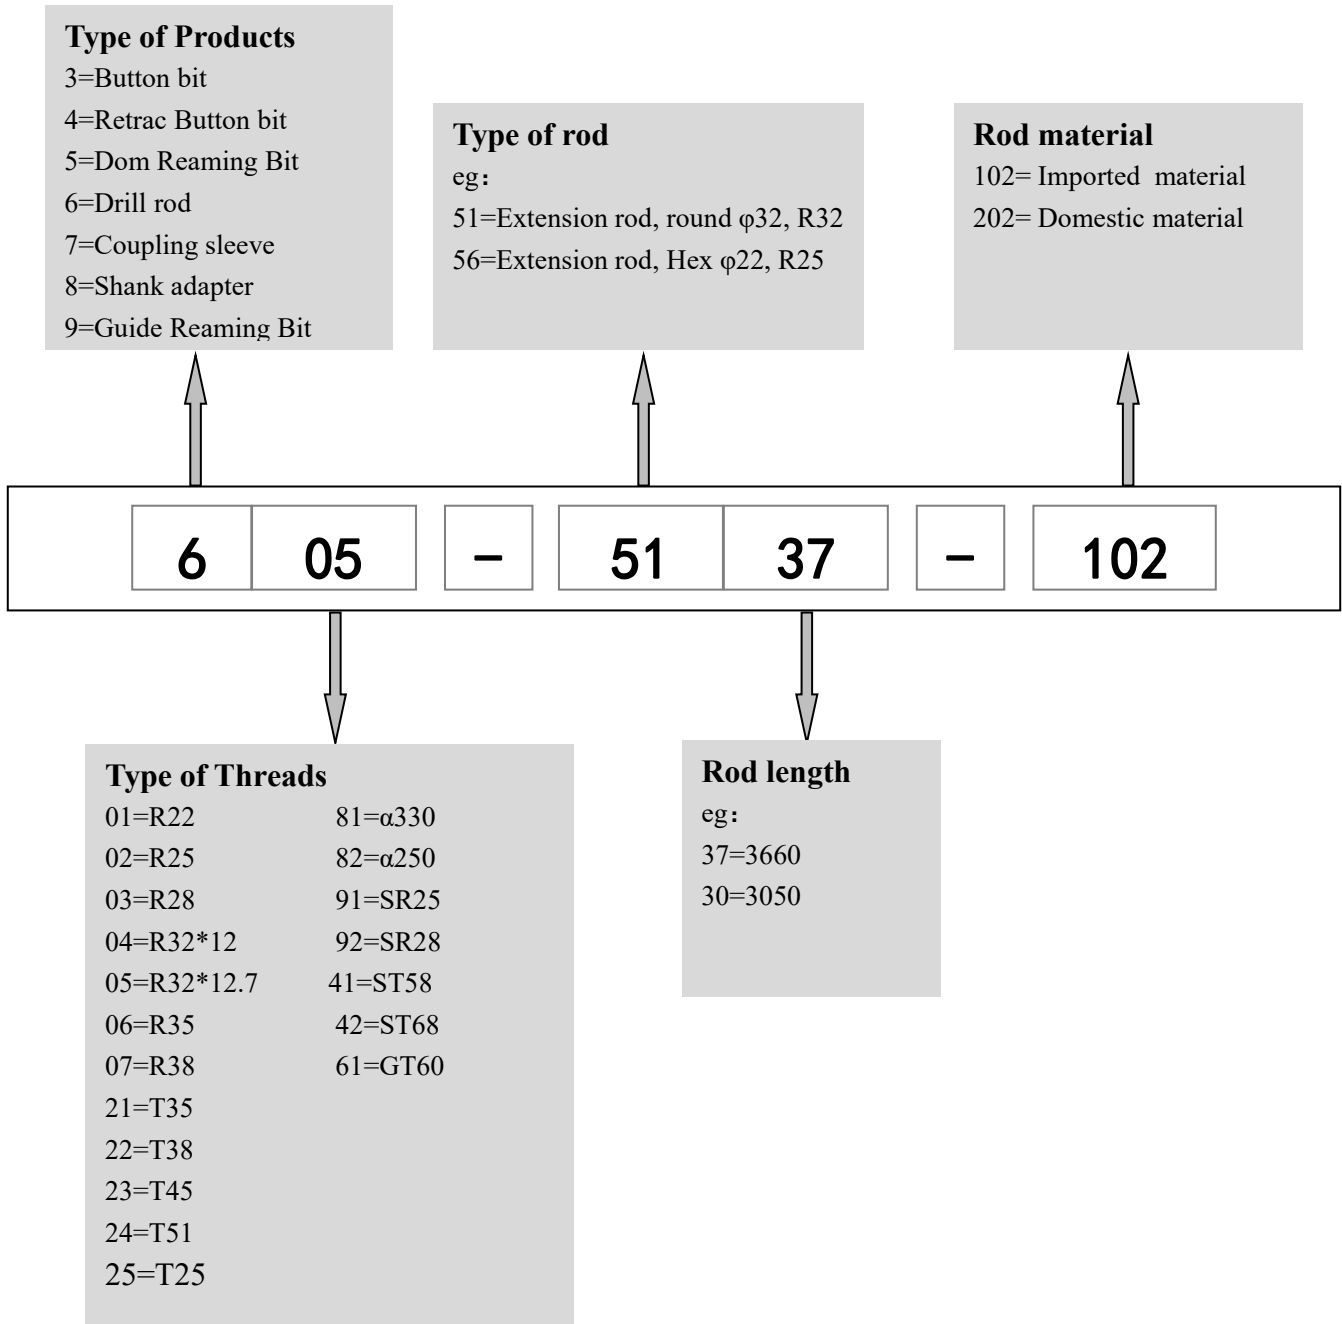 Type of Products
3=Button bit
4=Retrac Button bit
5=Dom Reaming Bit
6=Drill rod
7=Coupling sleeve
8=Shank adapter
9=Guide Reaming Bit
Type of rod
eg：
51=Extension rod, round φ32, R32
56=Extension rod, Hex φ22, R25
Rod material
102= Imported  material
202= Domestic material
6 05 - 51 37 - 102
Type of Threads
01=R22 81=α330
02=R25 82=α250
03=R28 91=SR25
04=R32*12 92=SR28
05=R32*12.7 41=ST58
06=R35 42=ST68
07=R38 61=GT60
21=T35
22=T38
23=T45
24=T51
25=T25
Rod length
eg：
37=3660
30=3050